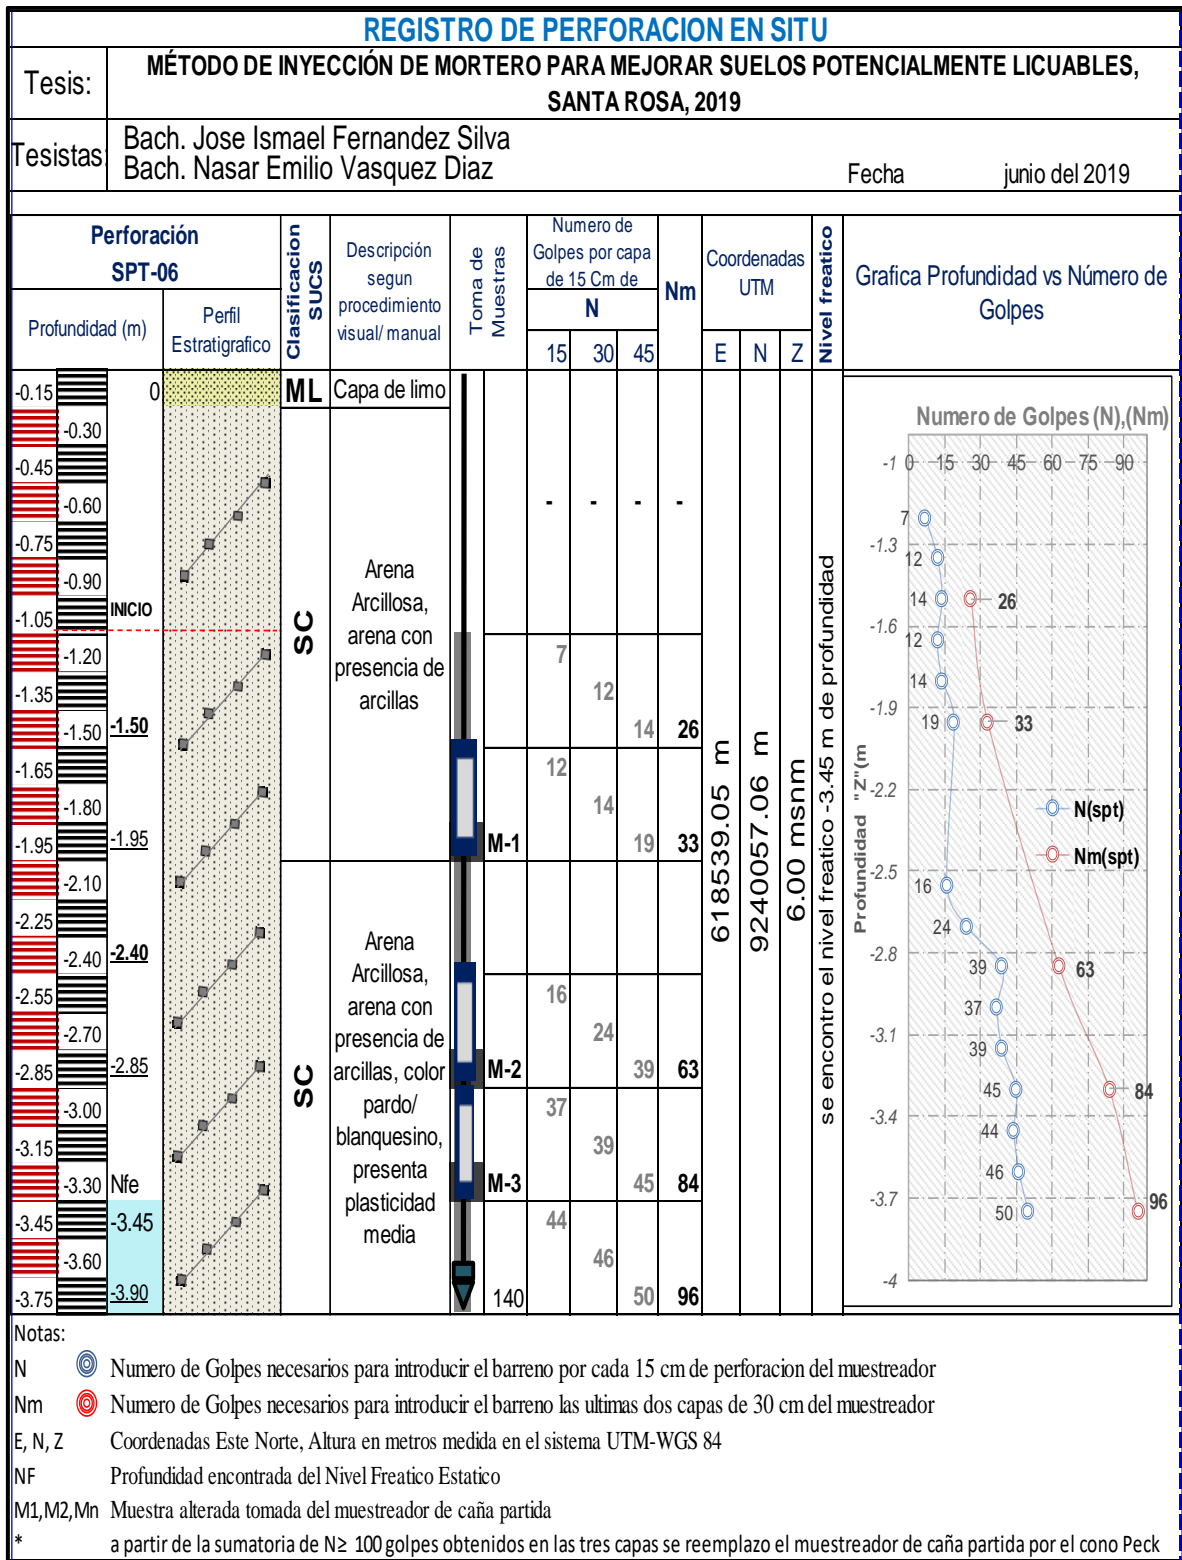 REGISTRO DE PERFORACION EN SITU
Tesis:
MÉTODO DE INYECCIÓN DE MORTERO PARA MEJORAR SUELOS POTENCIALMENTE LICUABLES,
SANTA ROSA, 2019
Tesistas:
Bach. Jose Ismael Fernandez Silva
Bach. Nasar Emilio Vasquez Diaz
Fecha junio del 2019
Perforación
SPT-06
Profundidad (m)
Perfil
Estratigrafico
Clasificacion
SUCS
Descripción
segun
procedimiento
visual/ manual
Toma de
Muestras
Numero de
Golpes por capa
de 15 Cm de
N
15 30 45
Nm
Coordenadas
UTM
E N Z
Nivel freatico
Grafica Profundidad vs Número de
Golpes
-0.15 0
-0.30
-0.45
-0.60
-0.75
-0.90
-1.05 INICIO
-1.20
-1.35
-1.50 -1.50
-1.65
-1.80
-1.95 -1.95
-2.10
-2.25
-2.40 -2.40
-2.55
-2.70
-2.85 -2.85
-3.00
-3.15
-3.30 Nfe
-3.45 -3.45
-3.60
-3.75 -3.90
ML
Capa de limo
SC
Arena
Arcillosa,
arena con
presencia de
arcillas
SC
Arena
Arcillosa,
arena con
presencia de
arcillas, color
pardo/
blanquesino,
presenta
plasticidad
media
M-1
M-2
M-3
140
- - - -
7
12
14 26
12
14
19 33
16
24
39 63
37
39
45 84
44
46
50 96
618539.05 m
9240057.06 m
6.00 msnm
se encontro el nivel freatico -3.45 m de profundidad
Numero de Golpes (N),(Nm)
-1 0 15 30 45 60 75 90
-1.3
-1.6
-1.9
-2.2
-2.5
-2.8
-3.1
-3.4
-3.7
-4
Profundidad "Z"(m
7
12
14
12
14
19
16
24
39
37
39
45
44
46
50
26
33
63
84
96
N(spt)
Nm(spt)
Notas:
N Numero de Golpes necesarios para introducir el barreno por cada 15 cm de perforacion del muestreador
Nm Numero de Golpes necesarios para introducir el barreno las ultimas dos capas de 30 cm del muestreador
E, N, Z Coordenadas Este Norte, Altura en metros medida en el sistema UTM-WGS 84
NF Profundidad encontrada del Nivel Freatico Estatico
M1,M2,Mn Muestra alterada tomada del muestreador de caña partida
* a partir de la sumatoria de N≥ 100 golpes obtenidos en las tres capas se reemplazo el muestreador de caña partida por el cono Peck